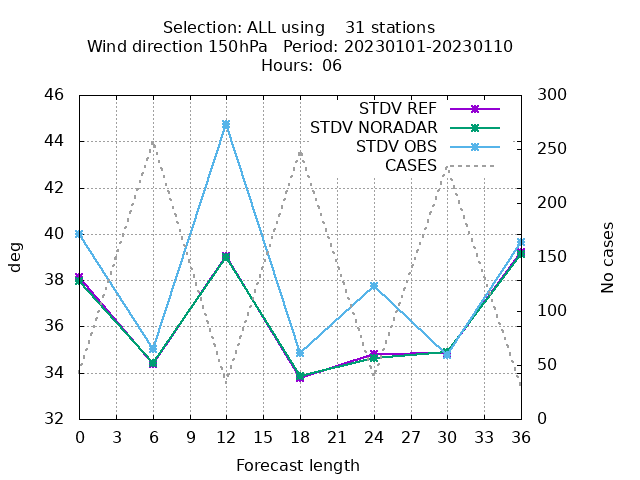 Selection: ALL using    31 stations
Wind direction 150hPa   Period: 20230101-20230110
Hours:  06
STDV REF
STDV NORADAR
STDV OBS
CASES
46
44
42
40
38
36
34
32
deg
300
250
200
150
100
50
0
No cases
0 3 6 9 12 15 18 21 24 27 30 33 36
Forecast length